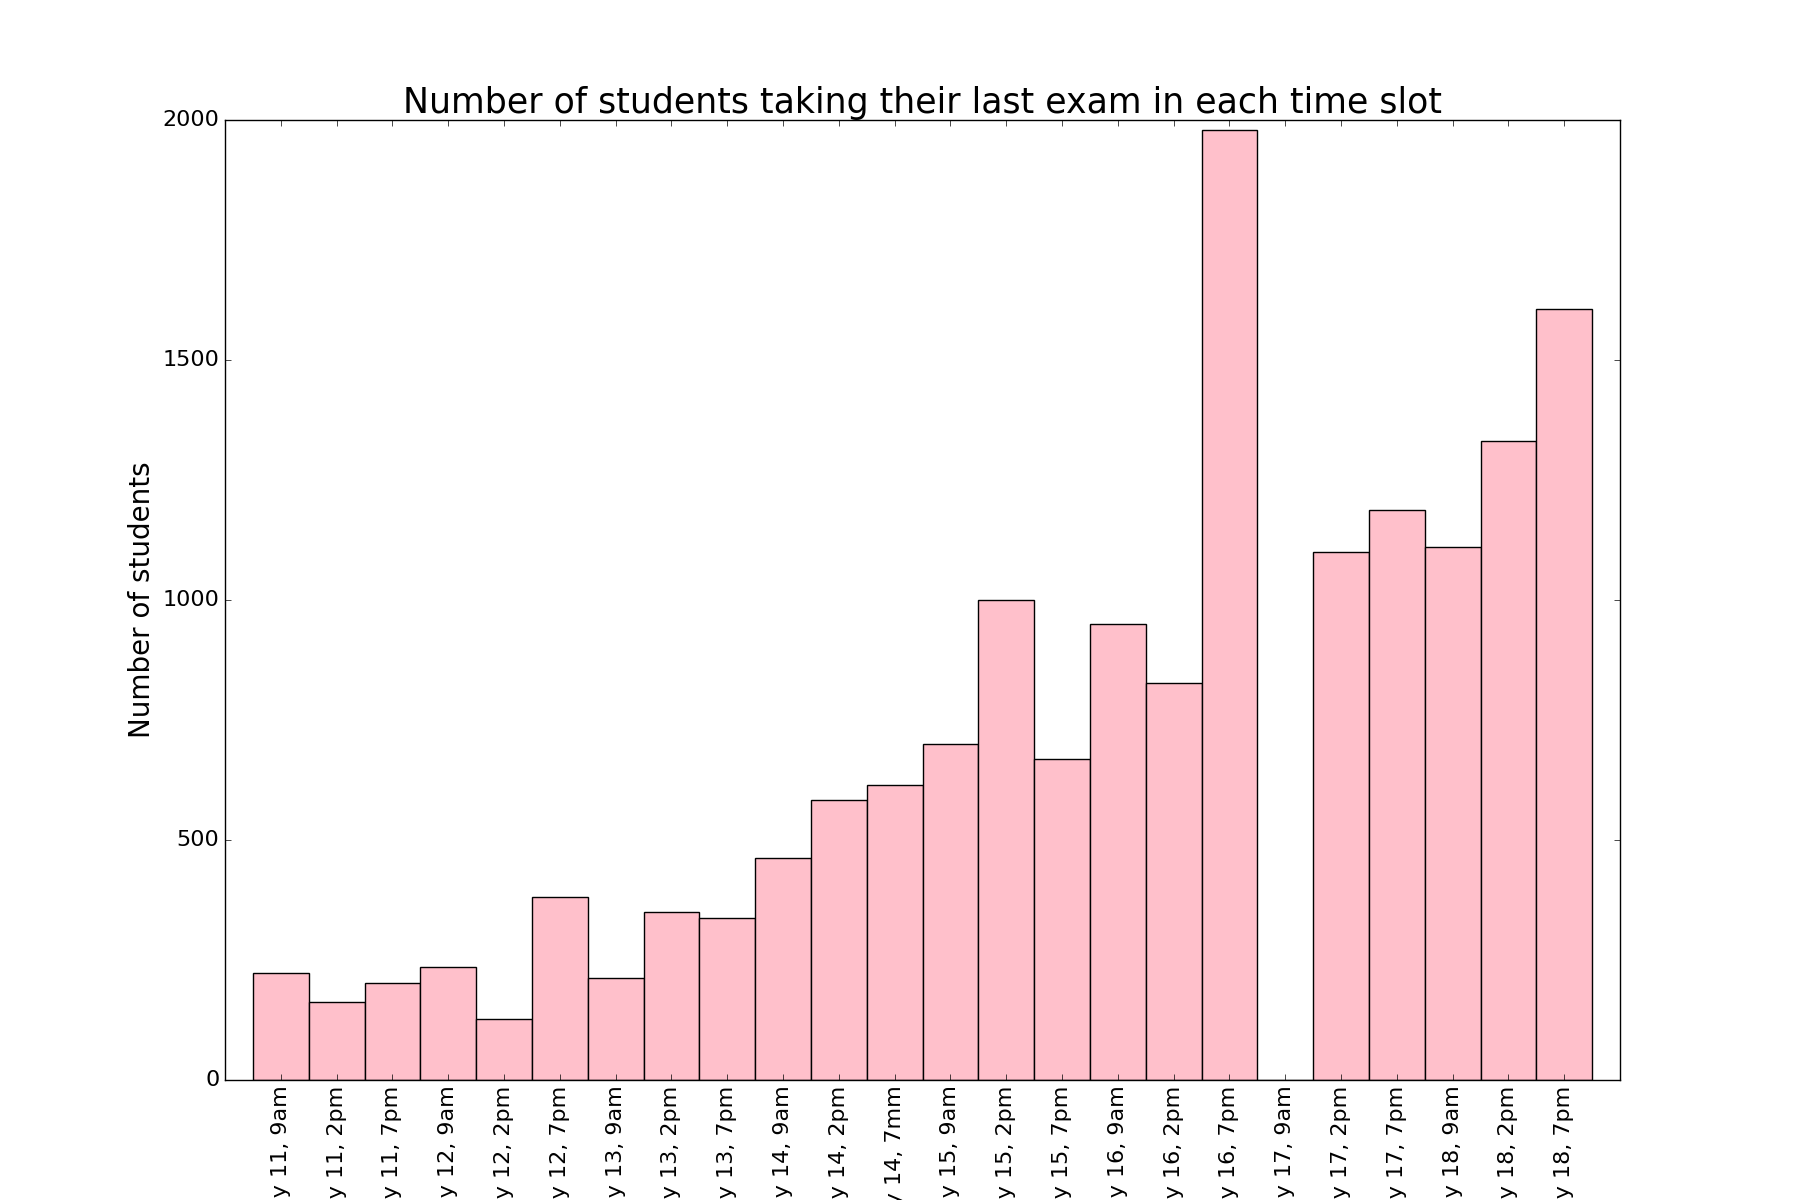 Number of students taking their last exam in each time slot
Number of students
2000
1500
1000
500
0
y 11, 9am
y 11, 2pm
y 11, 7pm
y 12, 9am
y 12, 2pm
y 12, 7pm
y 13, 9am
y 13, 2pm
y 13, 7pm
y 14, 9am
y 14, 2pm
y 14, 7mm
y 15, 9am
y 15, 2pm
y 15, 7pm
y 16, 9am
y 16, 2pm
y 16, 7pm
y 17, 9am
y 17, 2pm
y 17, 7pm
y 18, 9am
y 18, 2pm
y 18, 7pm